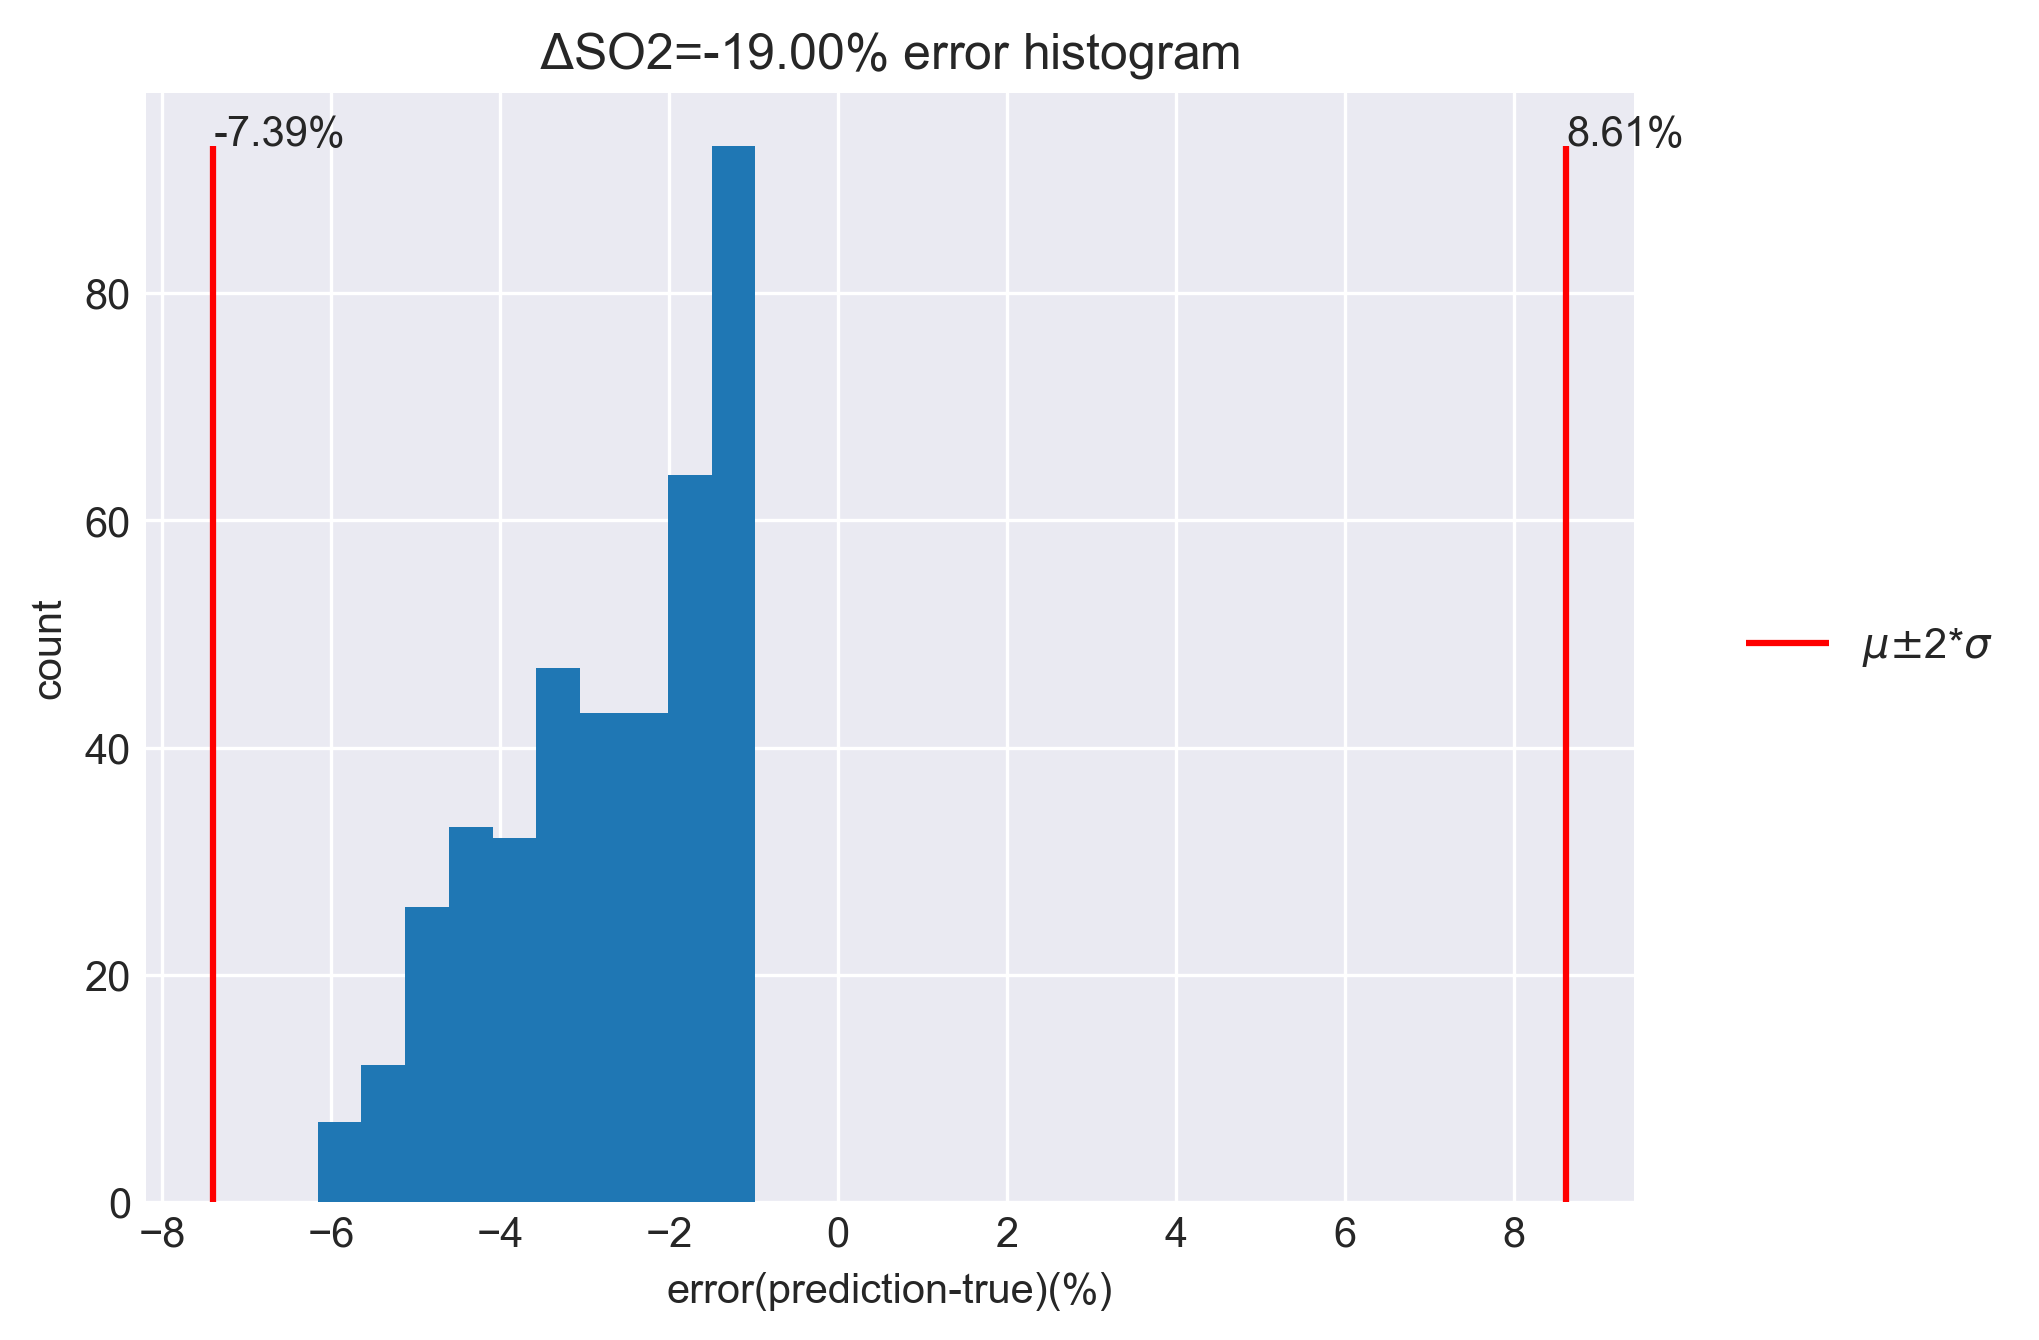 ΔSO2=-19.00% error histogram
-7.39%
8.61%
80
60
40
20
0
count
μ±2*σ
−8 −6 −4 −2 0 2 4 6 8
error(prediction-true)(%)